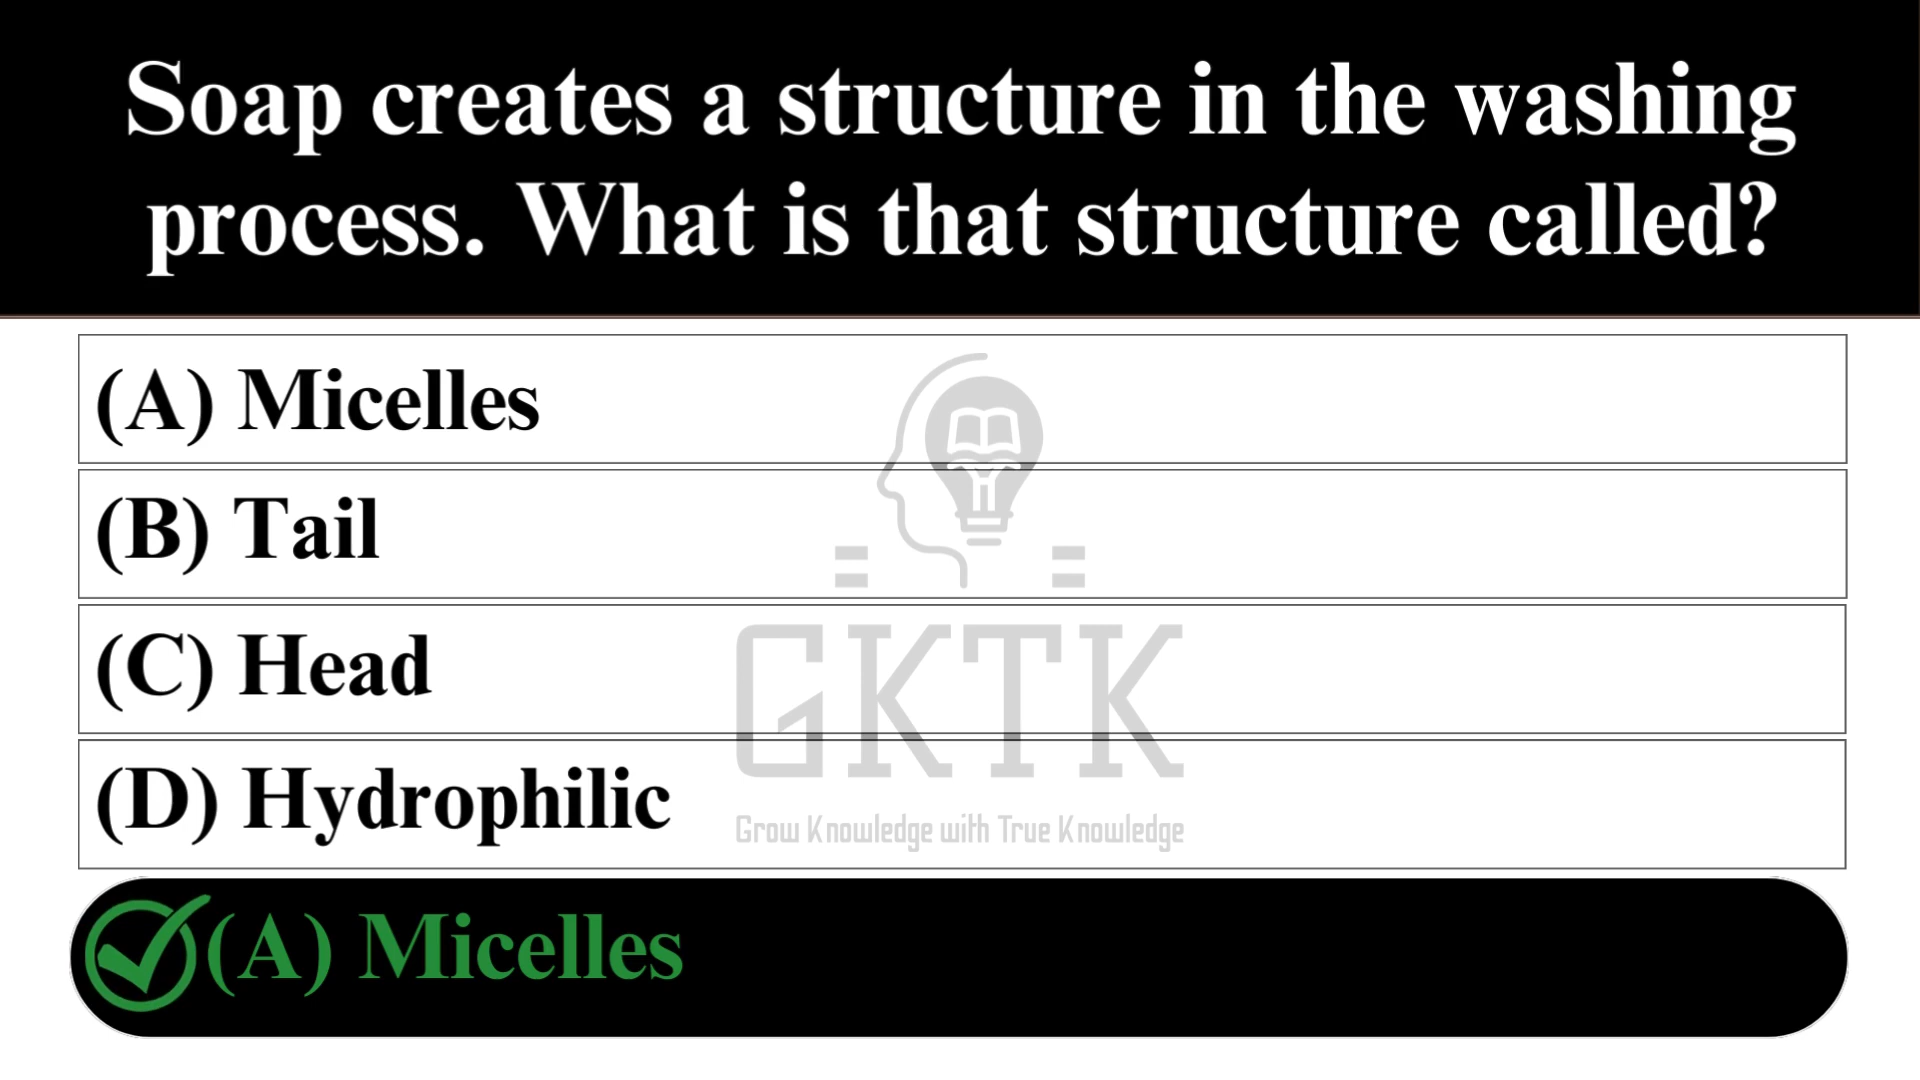 Soap creates a structure in the washing
process. What is that structure called?
(A) Micelles
(B) Tail
(C) Head
(D) Hydrophilic
GKTK
Grow Knowledge with True Knowledge
(A) Micelles